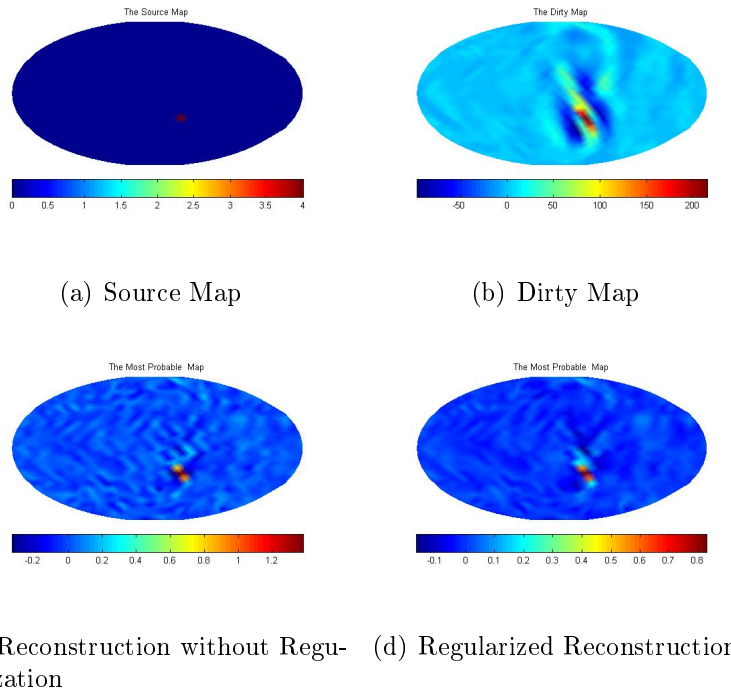 The Source Map
The Dirty Map
0 0.5 1 1.5 2 2.5 3 3.5 4
-50 0 50 100 150 200
(a) Source Map
(b) Dirty Map
The Most Probable Map
The Most Probable Map
-0.2 0 0.2 0.4 0.6 0.8 1 1.2
-0.1 0 0.1 0.2 0.3 0.4 0.5 0.6 0.7 0.8
Reconstruction without Regu-
zation
(d) Regularized Reconstruction